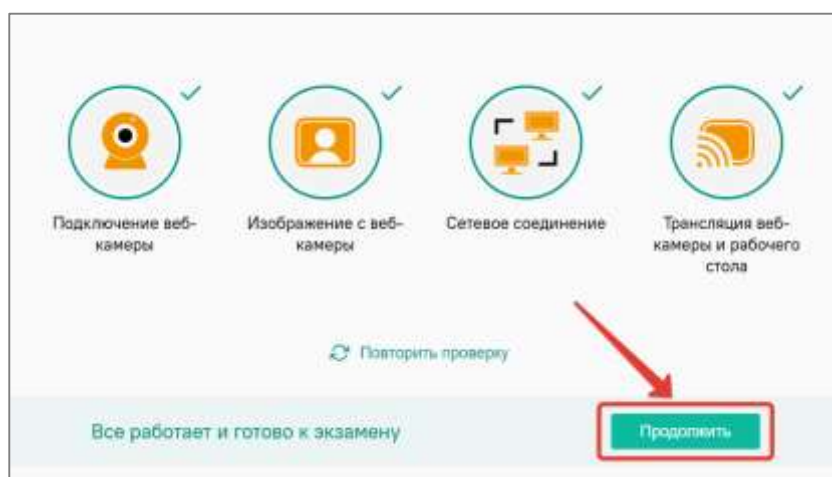 Подключение веб-
камеры
Изображение с веб-
камеры
Сетевое соединение
Трансляция веб-
камеры и рабочего
стола
Повторить проверку
Все работает и готово к экзамену
Продолжить